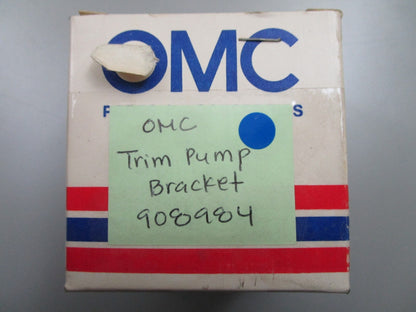 OMC
OMC
Trim Pump
Bracket
908984